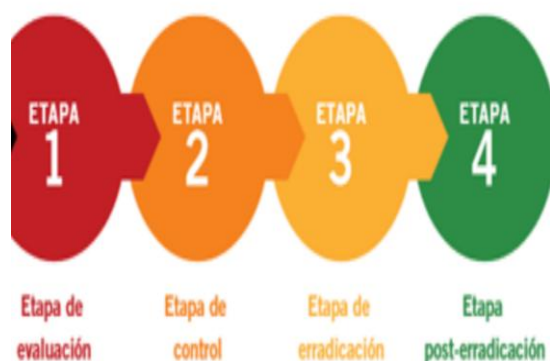 ETAPA
1
ETAPA
2
ETAPA
3
ETAPA
4
Etapa de
evaluación
Etapa de
control
Etapa de
erradicación
Etapa
post-erradicación